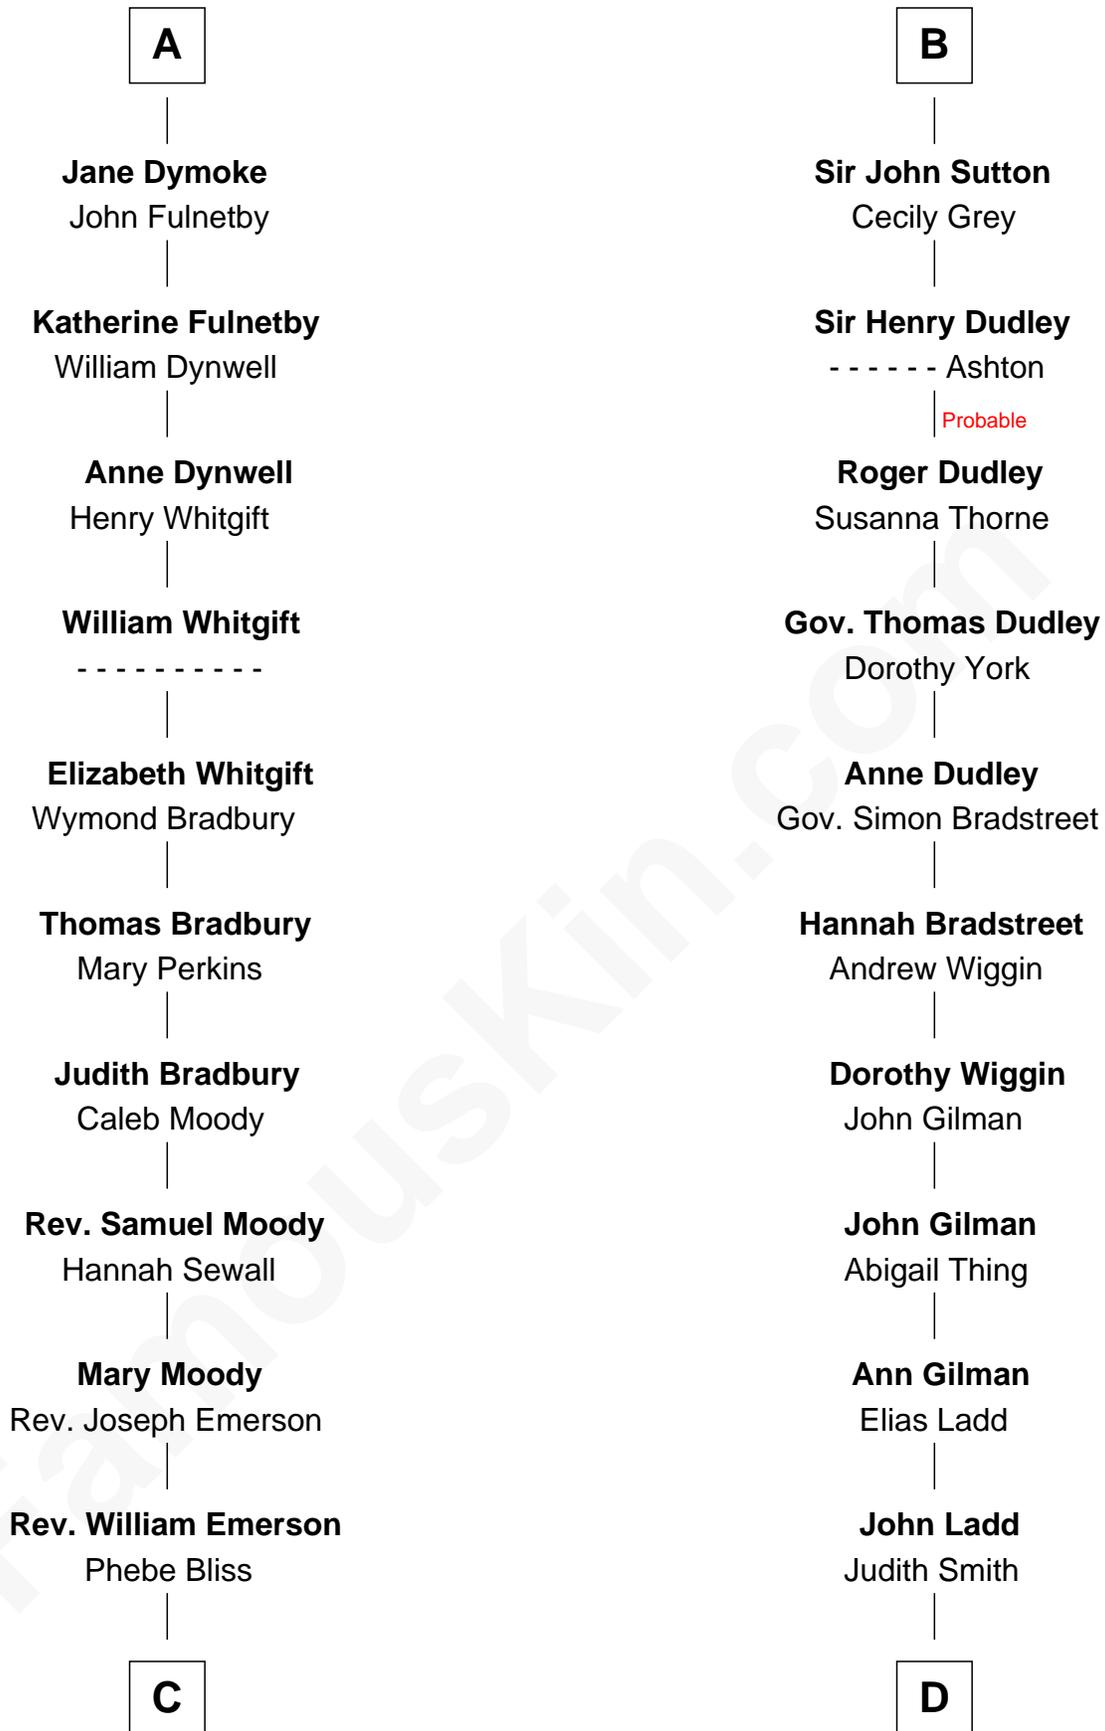 A
Jane Dymoke
John Fulnetby
Katherine Fulnetby
William Dynwell
Anne Dynwell
Henry Whitgift
William Whitgift
- - - - - - - - - -
Elizabeth Whitgift
Wymond Bradbury
Thomas Bradbury
Mary Perkins
Judith Bradbury
Caleb Moody
Rev. Samuel Moody
Hannah Sewall
Mary Moody
Rev. Joseph Emerson
Rev. William Emerson
Phebe Bliss
C
B
Sir John Sutton
Cecily Grey
Sir Henry Dudley
- - - - - - Ashton
Probable
Roger Dudley
Susanna Thorne
Gov. Thomas Dudley
Dorothy York
Anne Dudley
Gov. Simon Bradstreet
Hannah Bradstreet
Andrew Wiggin
Dorothy Wiggin
John Gilman
John Gilman
Abigail Thing
Ann Gilman
Elias Ladd
John Ladd
Judith Smith
D
FamousKin.com